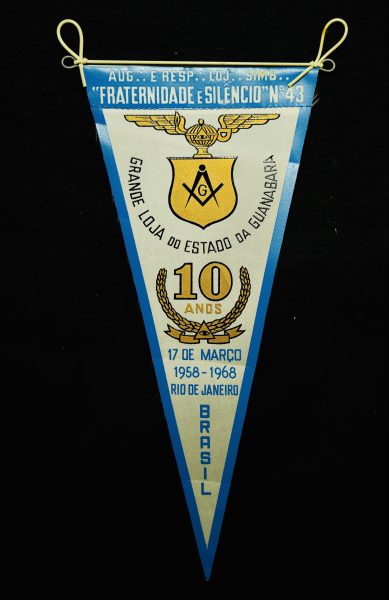 AUG∴ E RESP∴ LOJ∴ SIMB∴
"FRATERNIDADE E SILÊNCIO" Nº 43
G
GRANDE LOJA DO ESTADO DA GUANABARA
10
ANOS
17 DE MARÇO
1958 - 1968
RIO DE JANEIRO
BRASIL